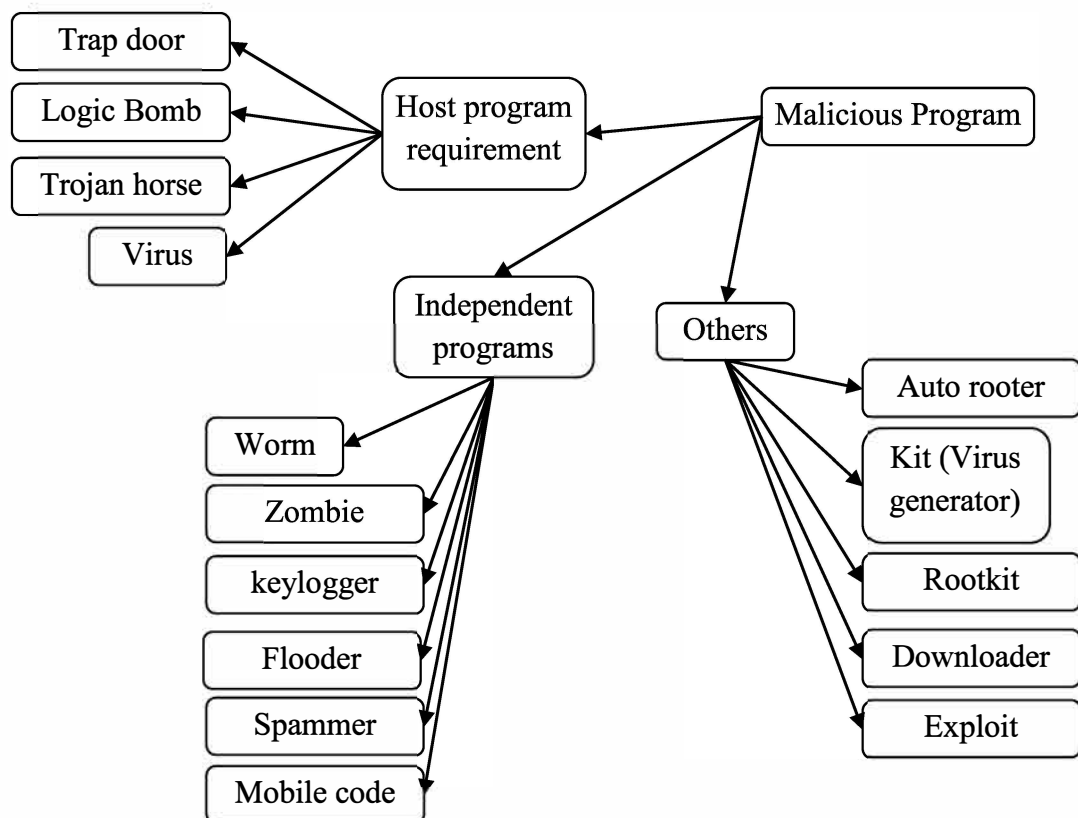 Trap door
Logic Bomb
Trojan horse
Virus
Host program
requirement
Malicious Program
Independent
programs
Others
Worm
Zombie
keylogger
Flooder
Spammer
Mobile code
Auto rooter
Kit (Virus
generator)
Rootkit
Downloader
Exploit